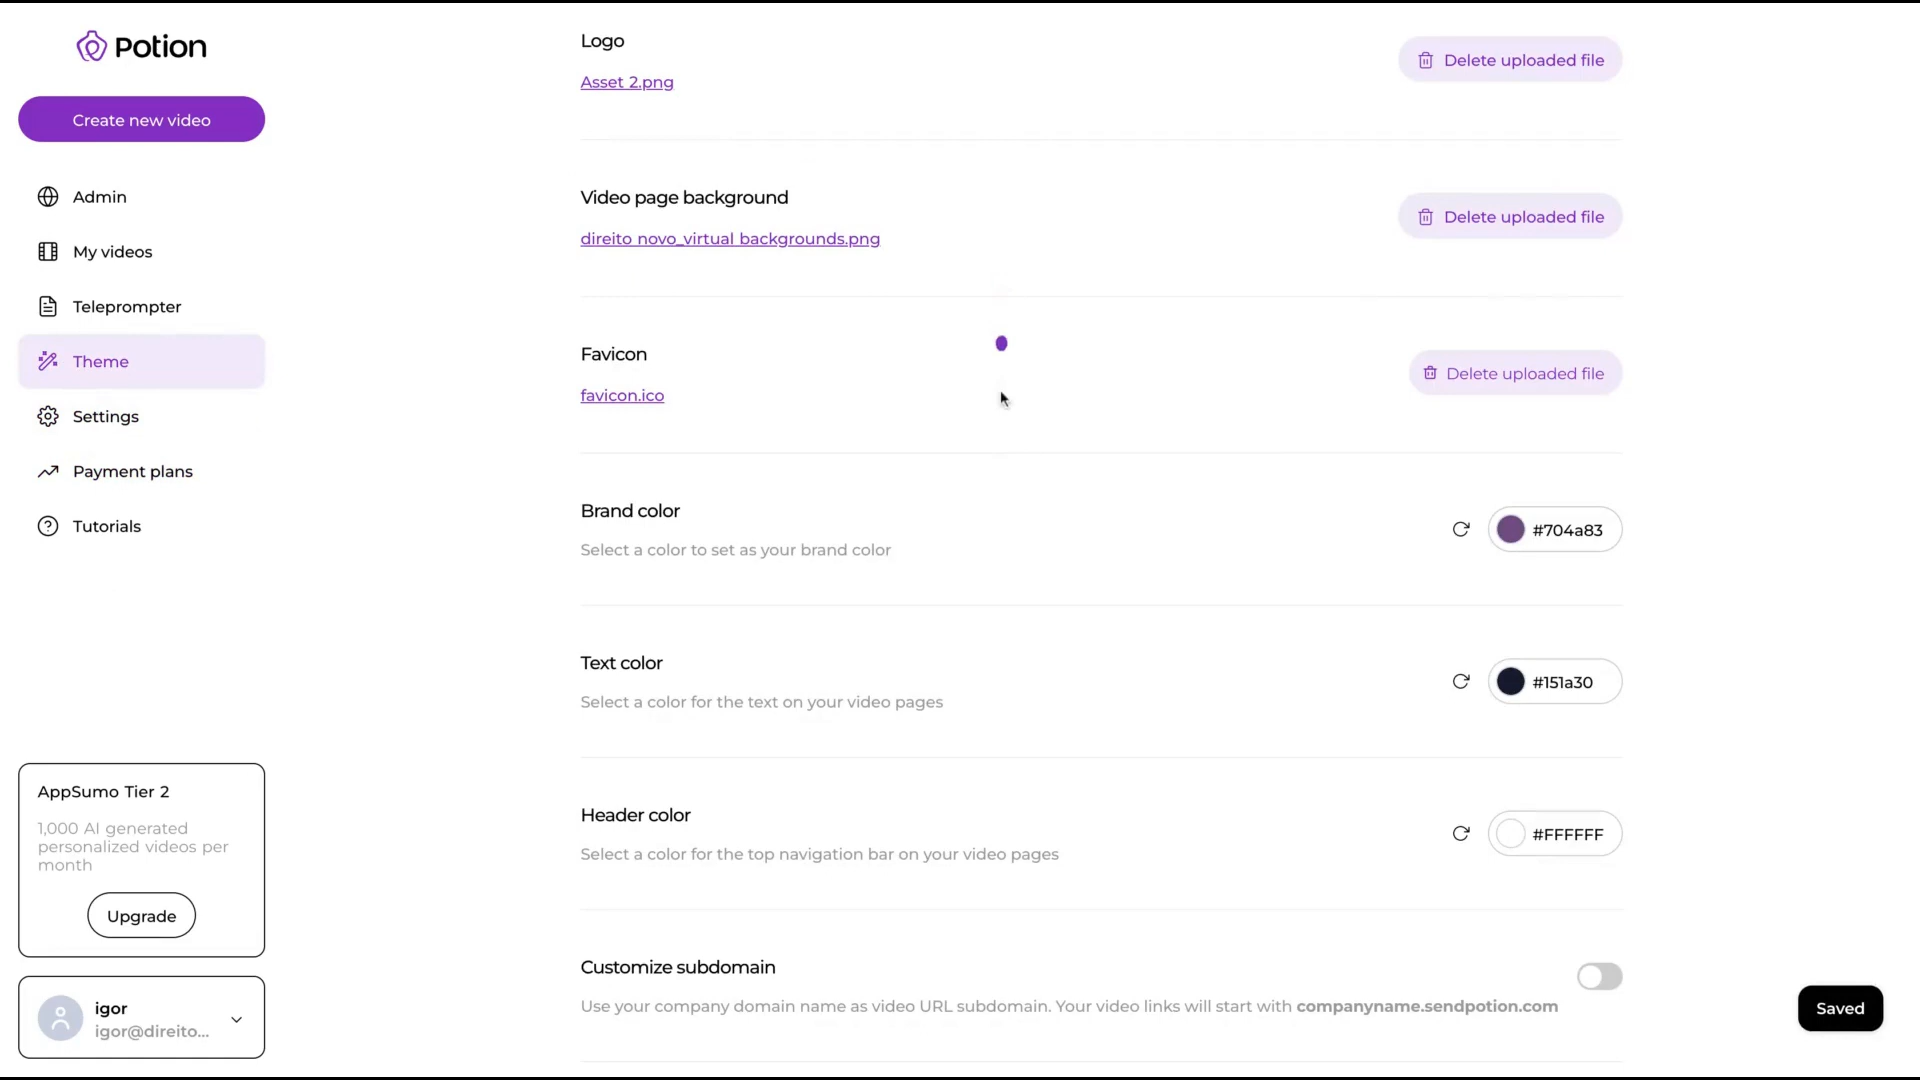 Potion
Create new video
Admin
My videos
Teleprompter
Theme
Settings
Payment plans
Tutorials
AppSumo Tier 2
1,000 AI generated
personalized videos per
month
Upgrade
igor
igor@direito...
Logo
Asset 2.png
Delete uploaded file
Video page background
direito novo_virtual backgrounds.png
Delete uploaded file
Favicon
favicon.ico
Delete uploaded file
Brand color
Select a color to set as your brand color
#704a83
Text color
Select a color for the text on your video pages
#151a30
Header color
Select a color for the top navigation bar on your video pages
#FFFFFF
Customize subdomain
Use your company domain name as video URL subdomain. Your video links will start with companyname.sendpotion.com
Saved